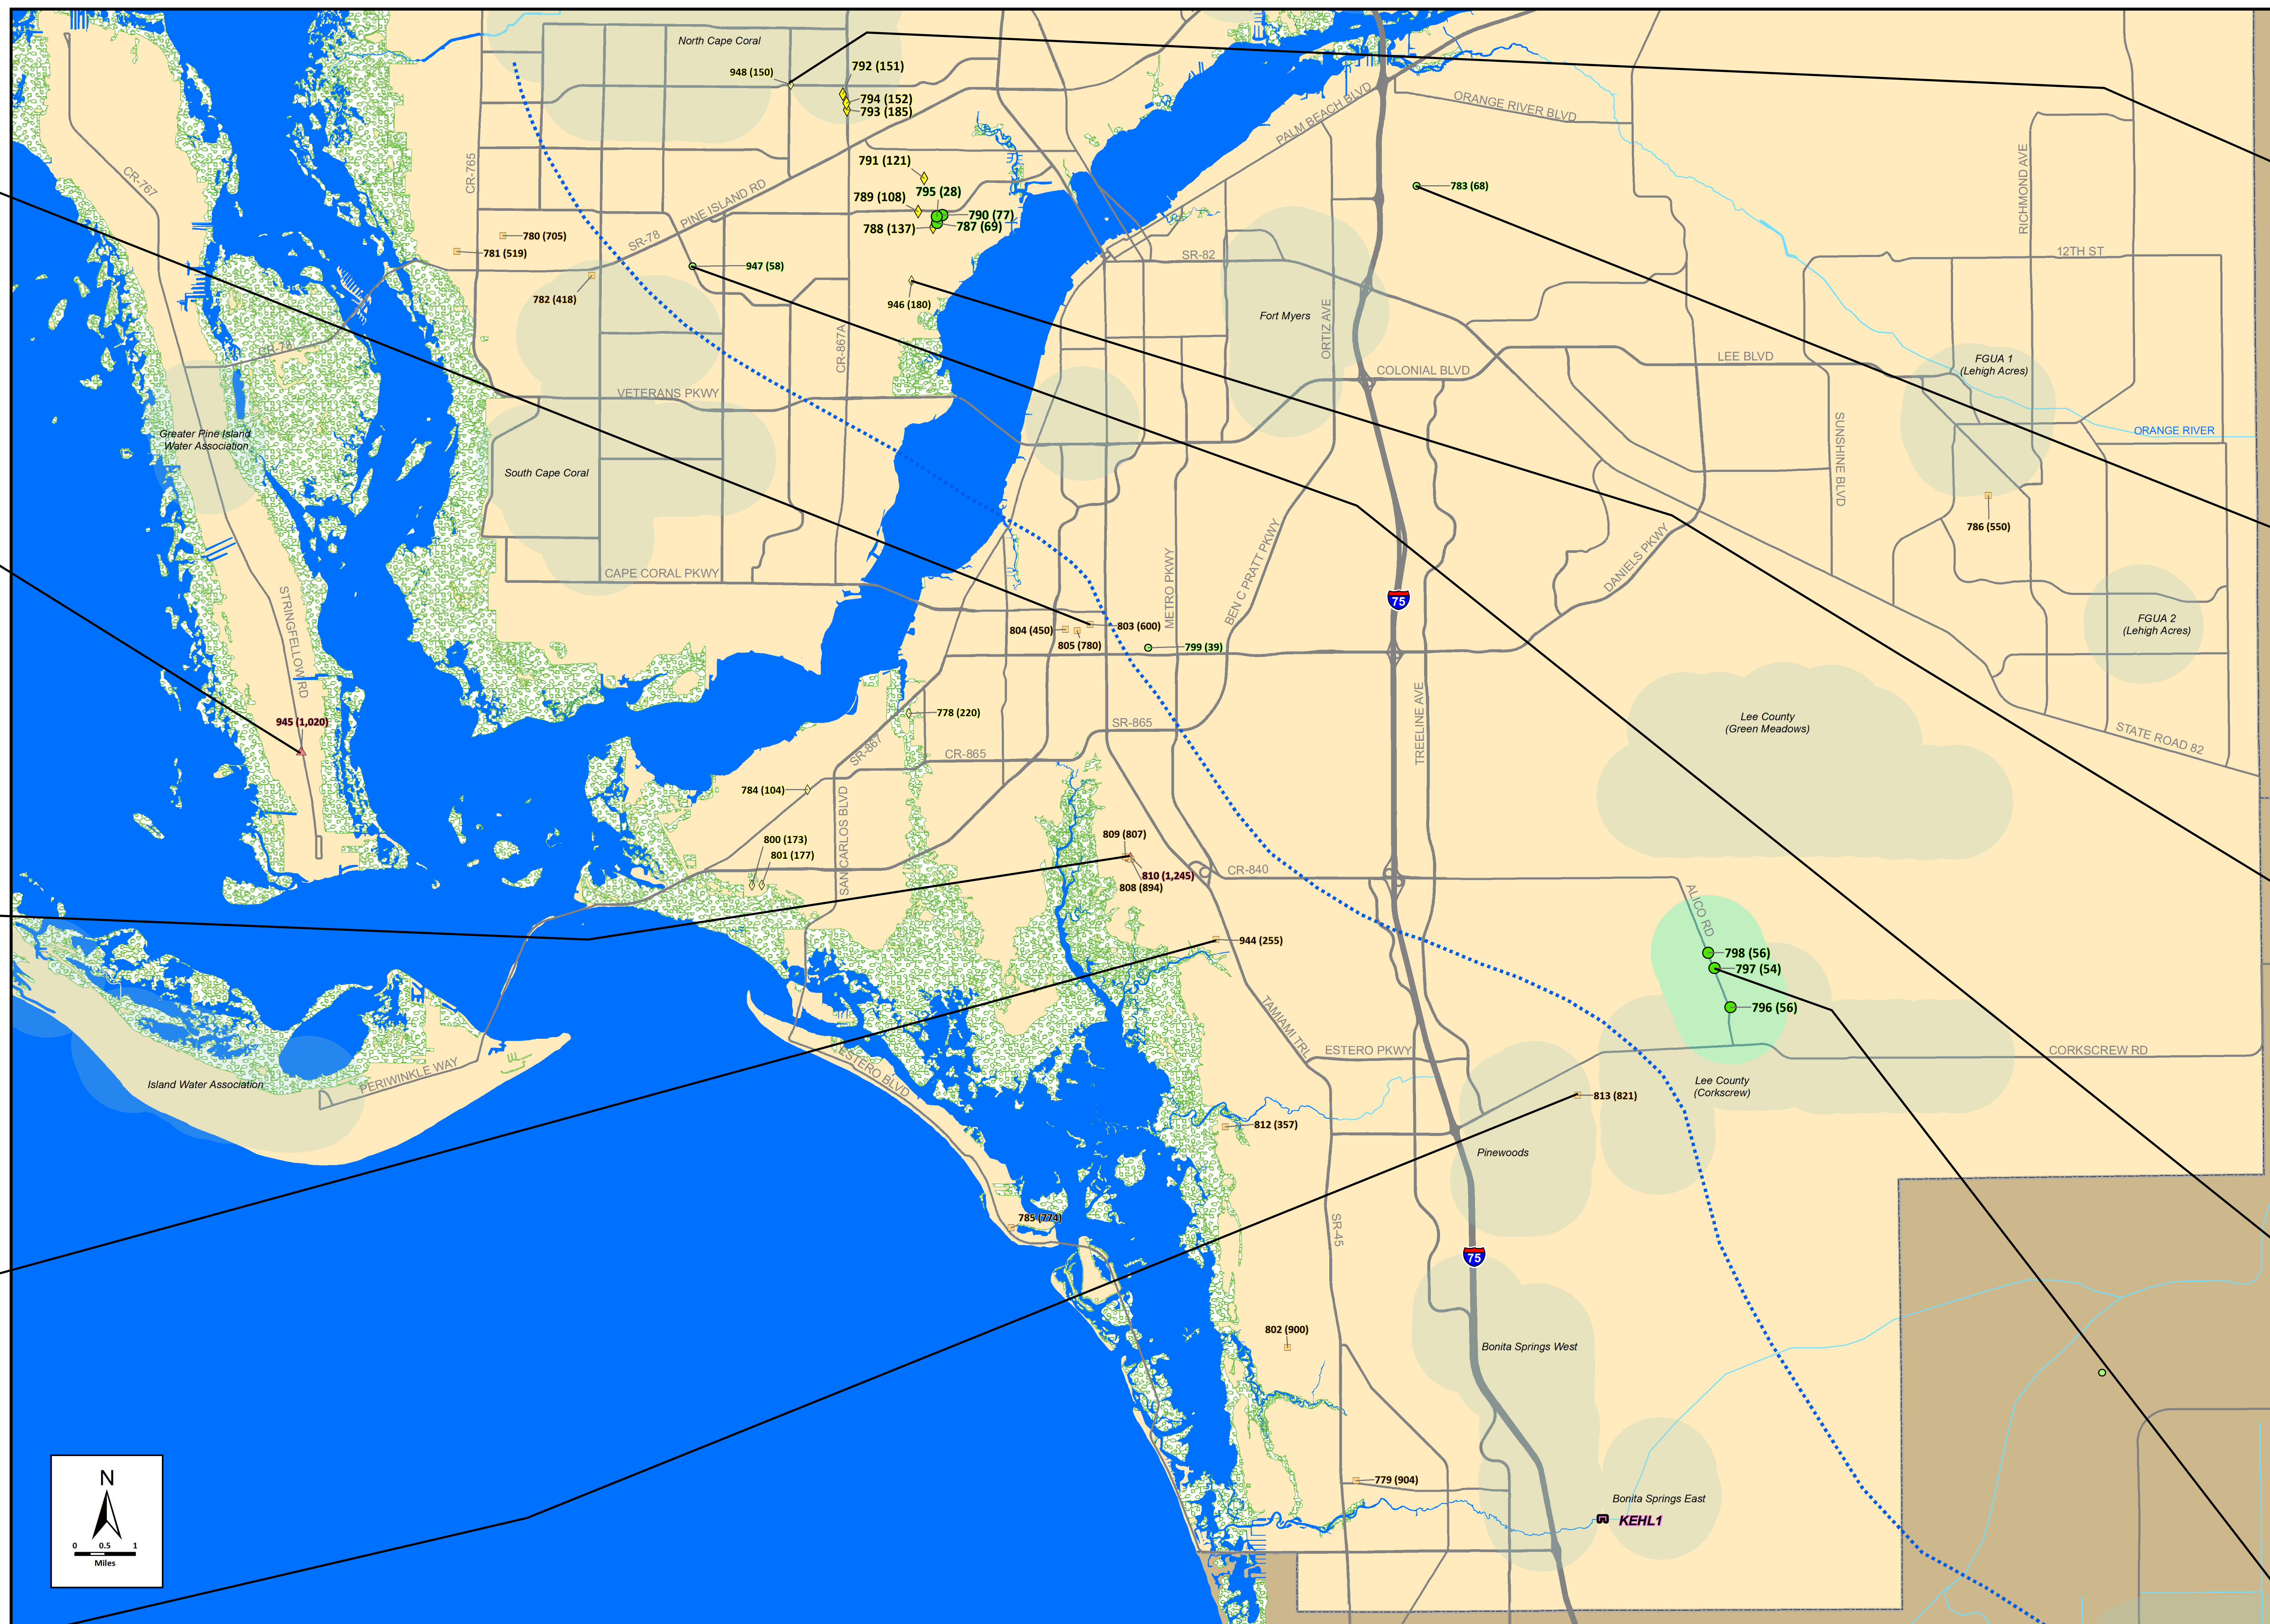 North Cape Coral
948 (150)
792 (151)
794 (152)
793 (185)
PALM BEACH BLVD
ORANGE RIVER BLVD
CR-767
CR-765
791 (121)
795 (28)
789 (108)
790 (77)
788 (137)
787 (69)
783 (68)
RICHMOND AVE
PINE ISLAND RD
SR-78
780 (705)
781 (519)
782 (418)
947 (58)
946 (180)
SR-82
12TH ST
Fort Myers
ORTIZ AVE
CR-867A
CR-78
LEE BLVD
COLONIAL BLVD
FGUA 1
(Lehigh Acres)
VETERANS PKWY
Greater Pine Island
Water Association
South Cape Coral
SUNSHINE BLVD
ORANGE RIVER
786 (550)
CAPE CORAL PKWY
STRINGFELLOW RD
METRO PKWY
BEN C PRATT PKWY
DANIELS PKWY
75
804 (450)
803 (600)
805 (780)
799 (39)
FGUA 2
(Lehigh Acres)
945 (1,020)
778 (220)
SR-865
TREELINE AVE
Lee County
(Green Meadows)
STATE ROAD 82
SR-867
CR-865
784 (104)
SAN CARLOS BLVD
800 (173)
801 (177)
809 (807)
810 (1,245)
808 (894)
CR-840
ALICO RD
944 (255)
798 (56)
797 (54)
796 (56)
TAMIAMI TRL
ESTERO PKWY
CORKSCREW RD
Island Water Association
PERIWINKLE WAY
ESTERO BLVD
Lee County
(Corkscrew)
813 (821)
812 (357)
Pinewoods
785 (774)
SR-45
75
802 (900)
Bonita Springs West
779 (904)
Bonita Springs East
KEHL1
N
0 0.5 1
Miles